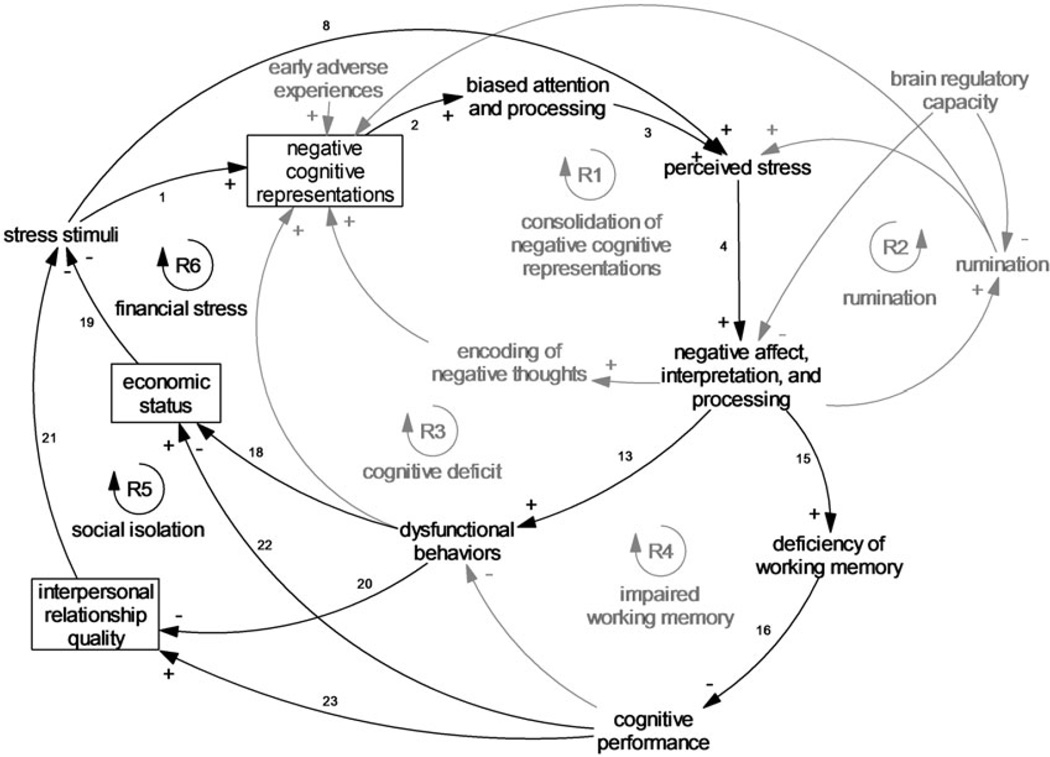 8
early adverse
experiences
+
biased attention
and processing
brain regulatory
capacity
2
+
3
+
+
+
negative
cognitive
representations
R1
perceived stress
1
+
consolidation of
negative cognitive
representations
stress stimuli
+
+
4
R2
-
rumination
rumination
+
R6
-
-
financial stress
19
+
-
negative affect,
interpretation, and
processing
encoding of
negative thoughts
+
economic
status
21
+
-
18
R3
cognitive deficit
13
15
R5
social isolation
+
+
dysfunctional
behaviors
deficiency of
working memory
22
R4
impaired
working memory
-
20
interpersonal
relationship
quality
-
16
+
23
-
cognitive
performance